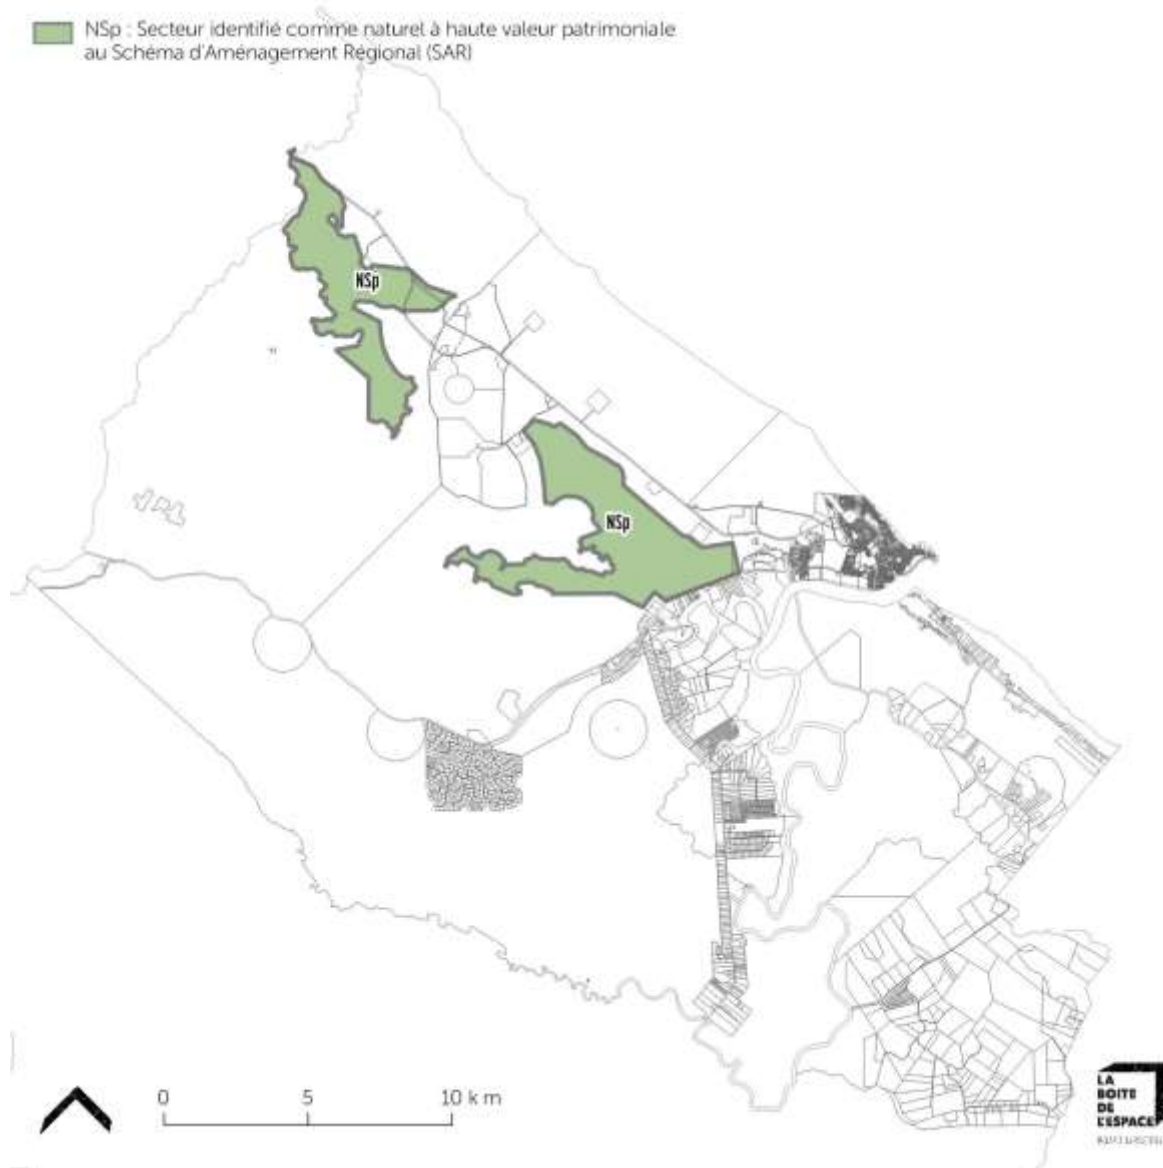 NSp : Secteur identifié comme naturel à haute valeur patrimoniale
au Schéma d'Aménagement Régional (SAR)
NSp
NSp
0 5 10 km
LA
BOITE
DE
L'ESPACE